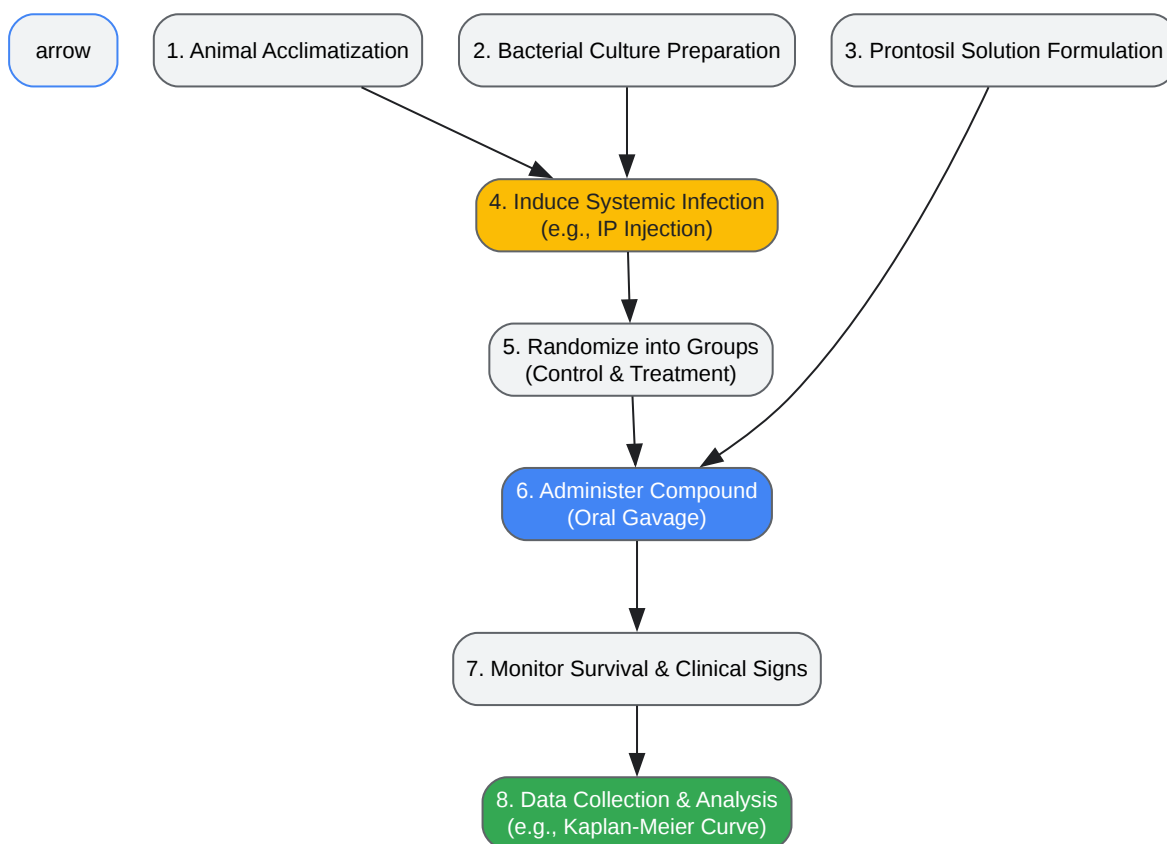 arrow
1. Animal Acclimatization
2. Bacterial Culture Preparation
3. Prontosil Solution Formulation
4. Induce Systemic Infection
(e.g., IP Injection)
5. Randomize into Groups
(Control & Treatment)
6. Administer Compound
(Oral Gavage)
7. Monitor Survival & Clinical Signs
8. Data Collection & Analysis
(e.g., Kaplan-Meier Curve)